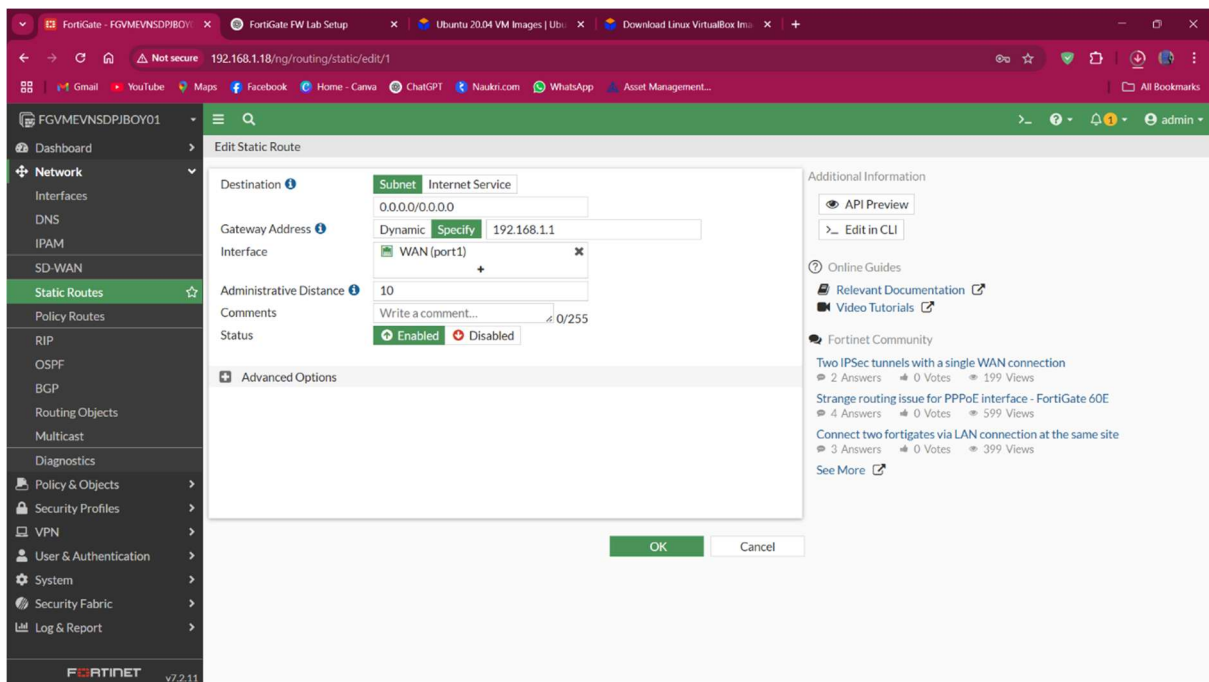 FortiGate - FGVMEVNSDPJBOY(
FortiGate FW Lab Setup
Ubuntu 20.04 VM Images | Ubu
Download Linux VirtualBox Ima
Not secure 192.168.1.18/ng/routing/static/edit/1
Gmail YouTube Maps Facebook Home - Canva ChatGPT Naukri.com WhatsApp Asset Management... All Bookmarks
FGVMEVNSDPJBOY01
>_ 1 admin
Dashboard
Network
Interfaces
DNS
IPAM
SD-WAN
Static Routes
Policy Routes
RIP
OSPF
BGP
Routing Objects
Multicast
Diagnostics
Policy & Objects
Security Profiles
VPN
User & Authentication
System
Security Fabric
Log & Report
FORTINET v7.2.11
Edit Static Route
Destination Subnet Internet Service
0.0.0.0/0.0.0.0
Gateway Address Dynamic Specify 192.168.1.1
Interface WAN (port1)
+
Administrative Distance 10
Comments Write a comment... 0/255
Status Enabled Disabled
Advanced Options
OK Cancel
Additional Information
API Preview
>_ Edit in CLI
Online Guides
Relevant Documentation
Video Tutorials
Fortinet Community
Two IPSec tunnels with a single WAN connection
2 Answers 0 Votes 199 Views
Strange routing issue for PPPoE interface - FortiGate 60E
4 Answers 0 Votes 599 Views
Connect two fortigates via LAN connection at the same site
3 Answers 0 Votes 399 Views
See More